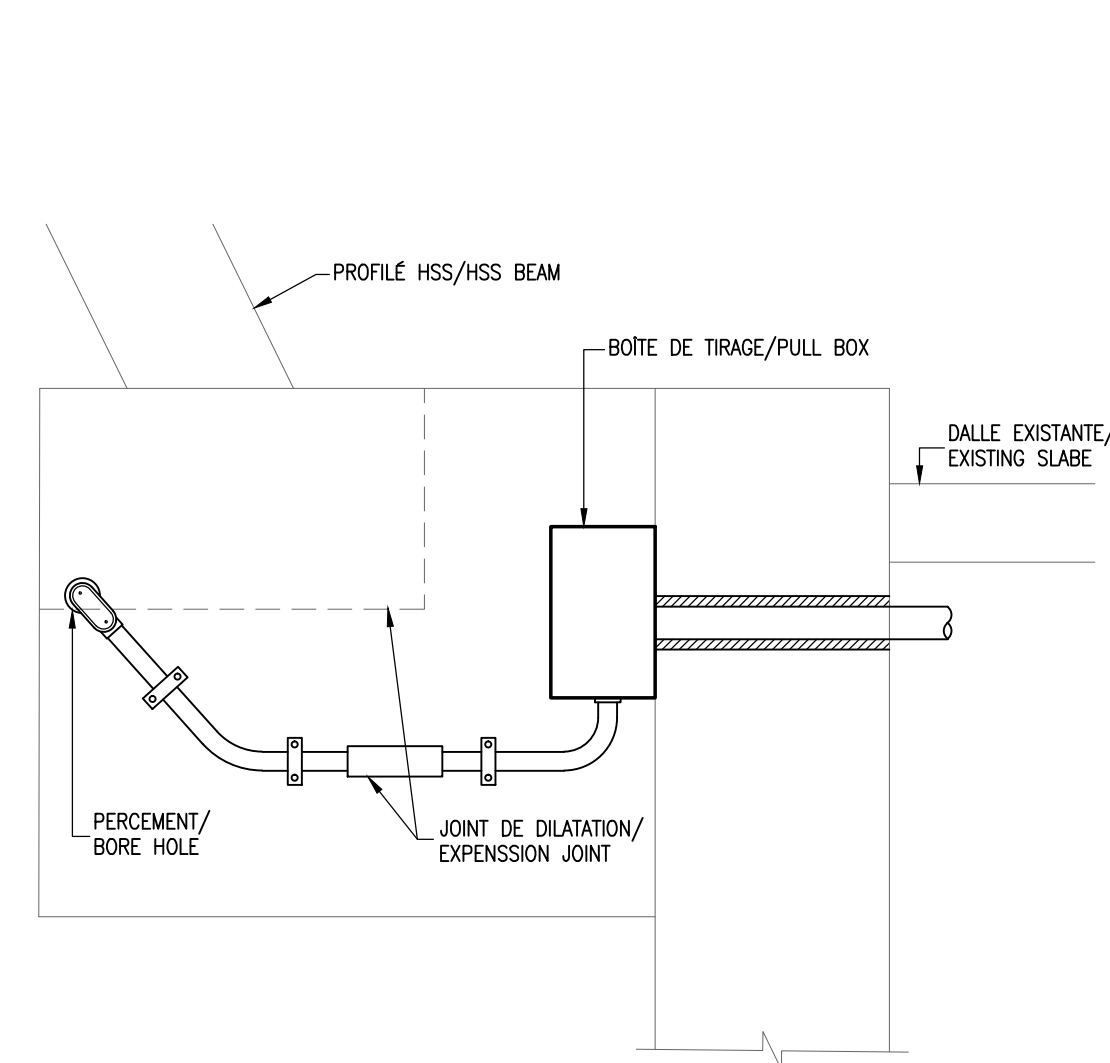 PROFILÉ HSS/HSS BEAM
BOÎTE DE TIRAGE/PULL BOX
DALLE EXISTANTE/
EXISTING SLABE
PERCEMENT/
BORE HOLE
JOINT DE DILATATION/
EXPENSSION JOINT